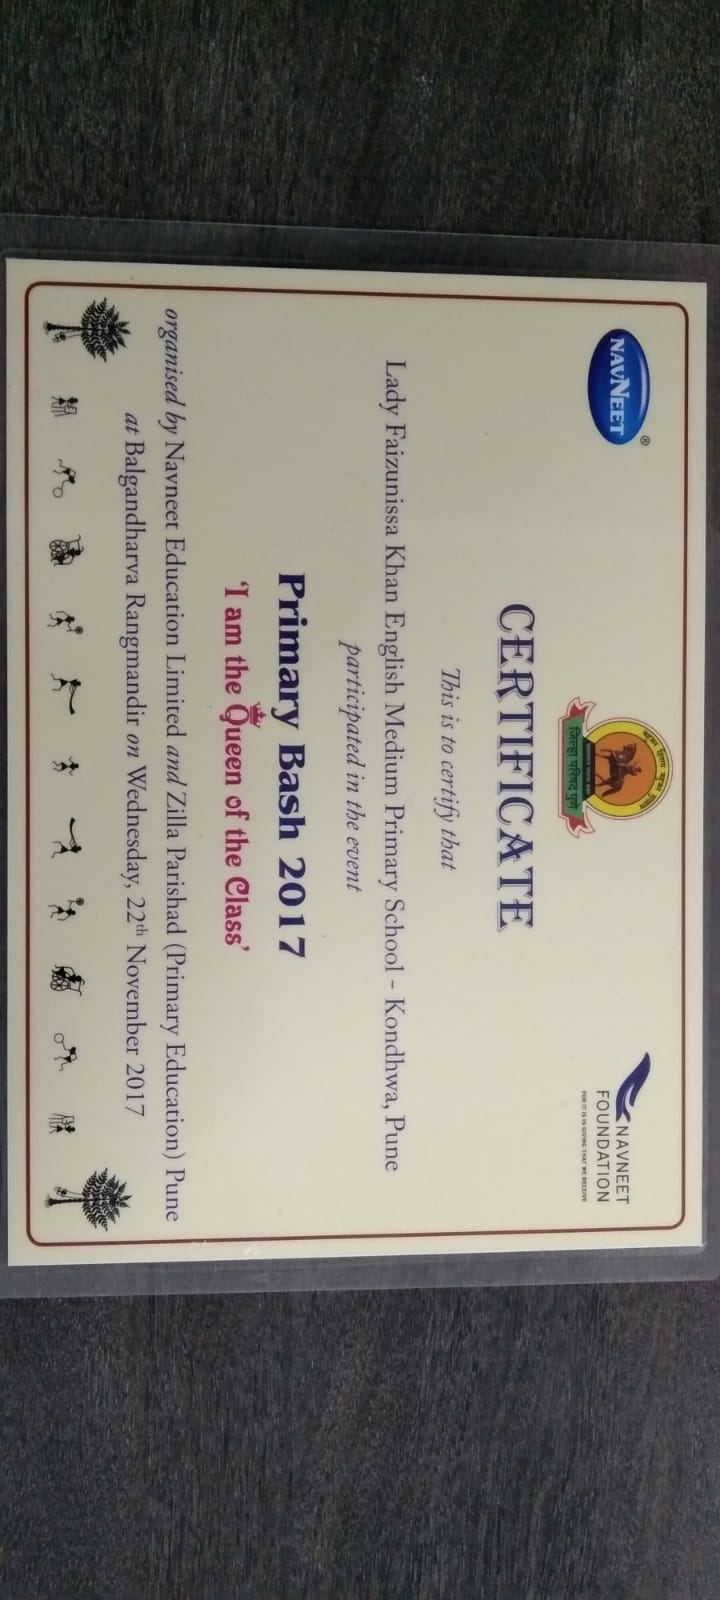 NAVNEET®
जिल्हा परिषद पुणे
NAVNEET
FOUNDATION
FOR IT IS IN GIVING THAT WE RECEIVE
CERTIFICATE
This is to certify that
Lady Faizunissa Khan English Medium Primary School - Kondhwa, Pune
participated in the event
Primary Bash 2017
'I am the Queen of the Class'
organised by Navneet Education Limited and Zilla Parishad (Primary Education) Pune
at Balgandharva Rangmandir on Wednesday, 22th November 2017